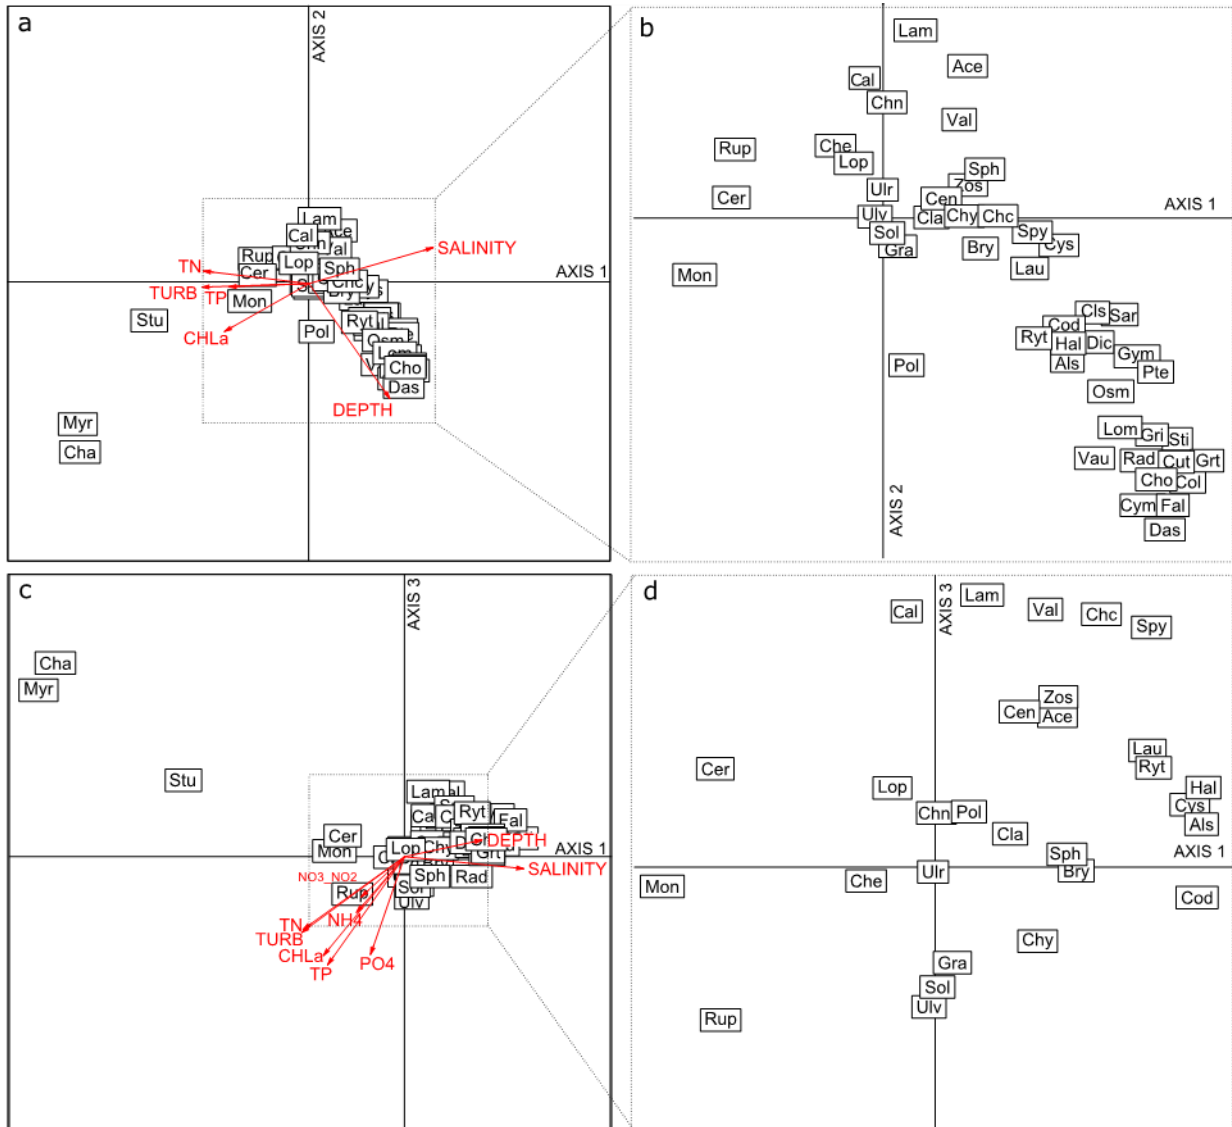 a
AXIS 2
Lam
Cal
Rup
Lop
Sph
SALINITY
TN
Cer
AXIS 1
TURB
TP
Mon
Stu
CHLa
Pol
Ryt
Osm
Lom
Cho
Das
DEPTH
Myr
Cha
b
Lam
Ace
Cal
Chn
Val
Rup
Che
Lop
Sph
Ulr
Zos
Cer
Cen
AXIS 1
Ulv
Cla
Chy
Chc
Sol
Spy
Gra
Bry
Cys
Mon
Lau
Cls
Sar
Cod
Ryt
Hal
Dic
Als
Gym
Pol
Pte
Osm
Lom
Gri
Sti
Vau
Rad
Cut
Grt
Cho
Col
AXIS 2
Cym
Fal
Das
c
AXIS 3
Cha
Myr
Stu
Lam
Ryt
Fal
Cer
Mon
Lop
Chy
DEPTH
AXIS 1
Grt
SALINITY
NO3_NO2
Rup
Sph
Rad
Sol
Ulv
NH4
TN
TURB
CHLa
TP
PO4
d
AXIS 3
Cal
Lam
Val
Chc
Spy
Zos
Cen
Ace
Lau
Cer
Ryt
Lop
Hal
Chn
Pol
Cys
Cla
Als
Sph
AXIS 1
Mon
Che
Ulr
Bry
Cod
Chy
Gra
Sol
Ulv
Rup